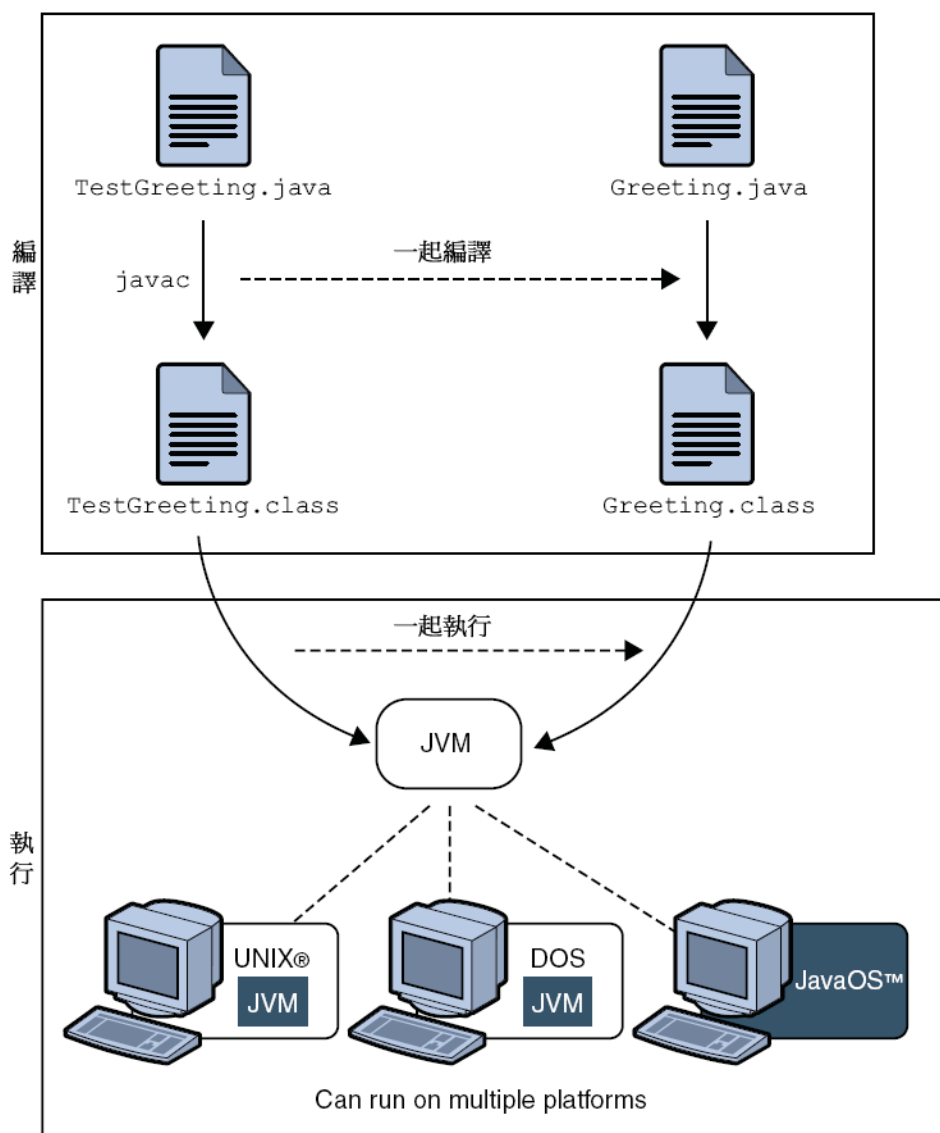 TestGreeting.java
Greeting.java
編譯
javac
一起編譯
TestGreeting.class
Greeting.class
一起執行
JVM
執行
UNIX®
JVM
DOS
JVM
JavaOS™
Can run on multiple platforms